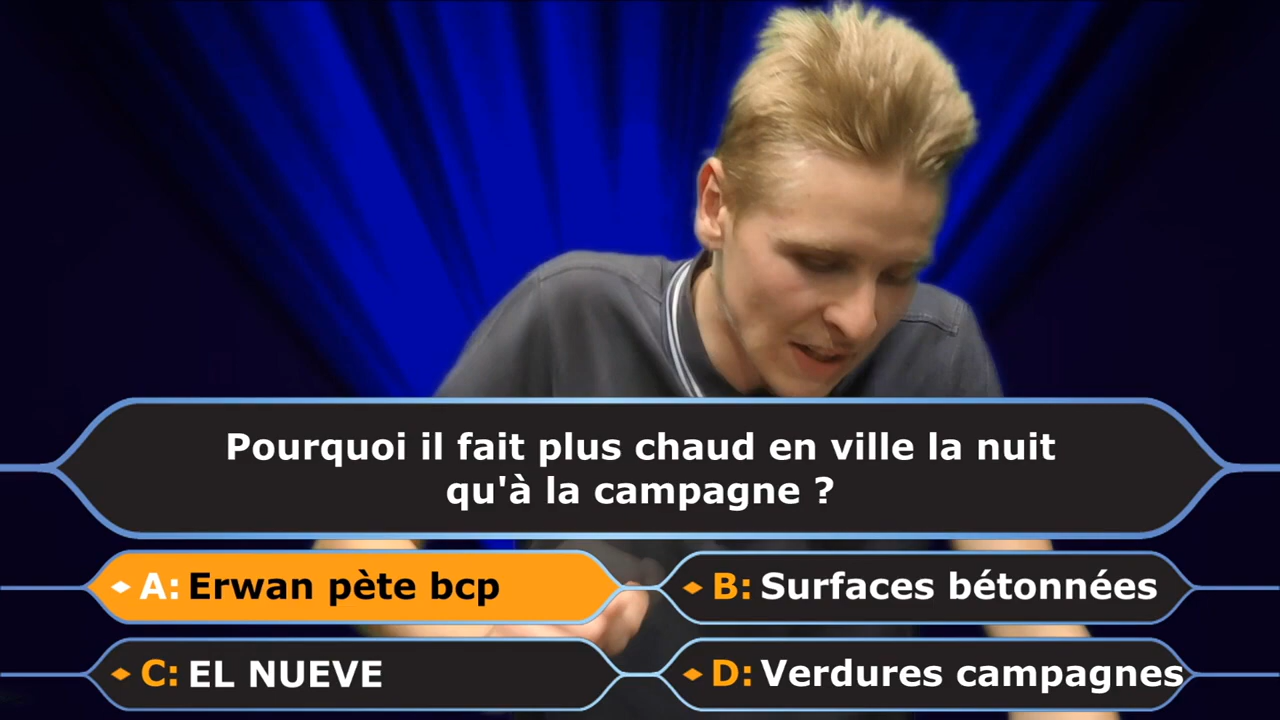 Pourquoi il fait plus chaud en ville la nuit
qu'à la campagne ?
A: Erwan pète bcp
B: Surfaces bétonnées
C: EL NUEVE
D: Verdures campagnes